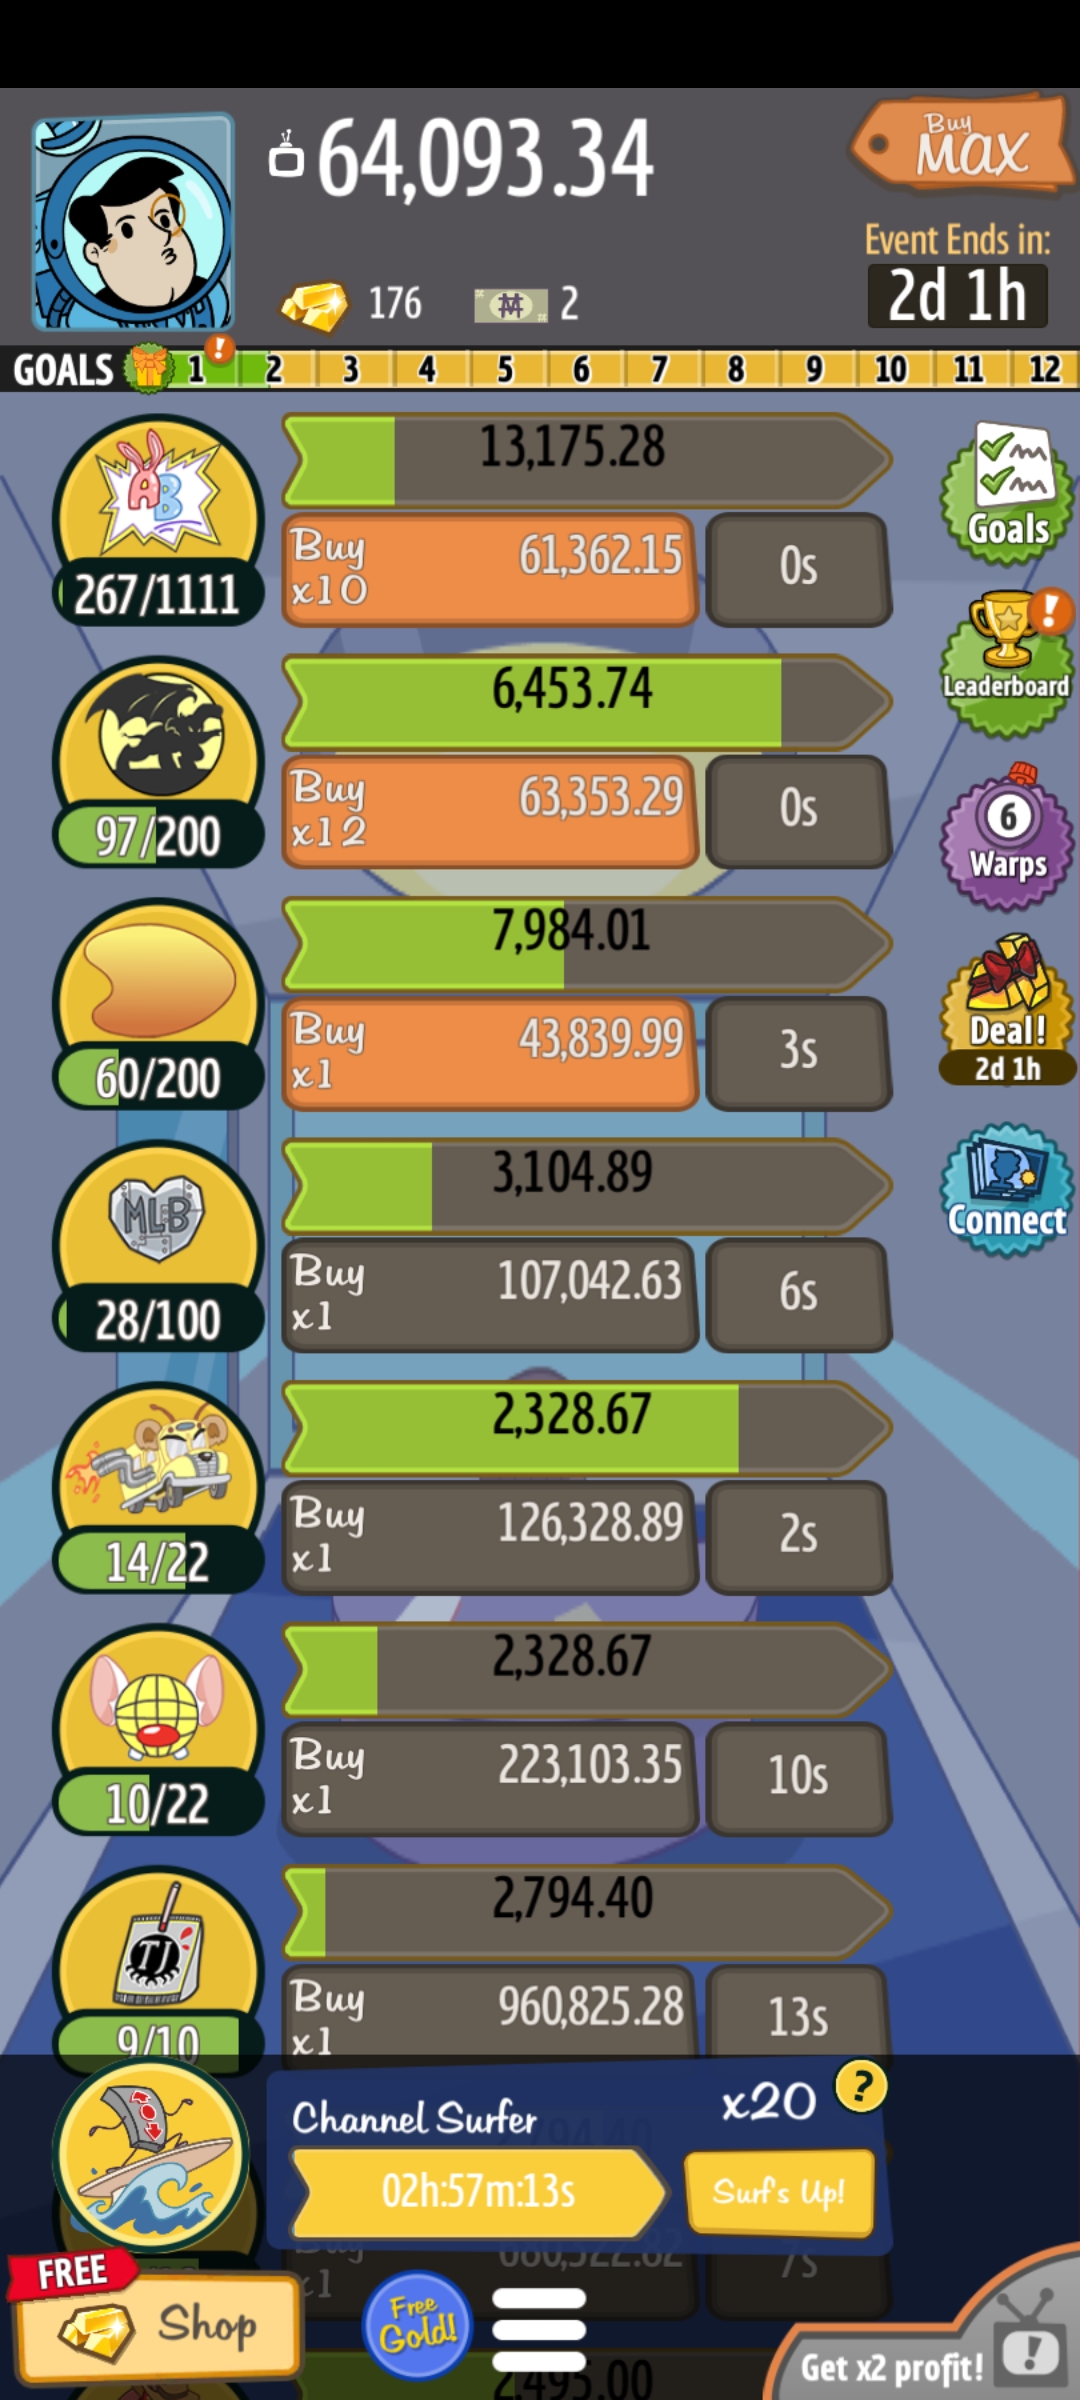 64,093.34
Buy
MAX
Event Ends in:
2d 1h
176
2
GOALS 1 ! 2 3 4 5 6 7 8 9 10 11 12
AB
267/1111
13,175.28
Buy
x10
61,362.15
0s
Goals
97/200
6,453.74
Buy
x12
63,353.29
0s
!
Leaderboard
6
Warps
60/200
7,984.01
Buy
x1
43,839.99
3s
Deal!
2d 1h
MLB
28/100
3,104.89
Buy
x1
107,042.63
6s
Connect
14/22
2,328.67
Buy
x1
126,328.89
2s
10/22
2,328.67
Buy
x1
223,103.35
10s
TJ
9/10
2,794.40
Buy
x1
960,825.28
13s
Channel Surfer
x20
?
02h:57m:13s
Surf's Up!
Buy
x1
680,322.82
7s
FREE
Shop
Free
Gold!
2,495.00
Get x2 profit!
!